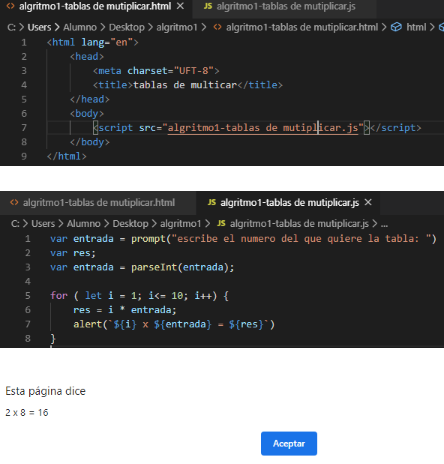 <> algritmo1-tablas de mutiplicar.html × JS algritmo1-tablas de mutiplicar.js
C: > Users > Alumno > Desktop > algritmo1 > <> algritmo1-tablas de mutiplicar.html > html >
1 <html lang="en">
2 <head>
3 <meta charset="UFT-8">
4 <title>tablas de multicar</title>
5 </head>
6 <body>
7 <script src="algritmo1-tablas de mutiplicar.js"></script>
8 </body>
9 </html>
<> algritmo1-tablas de mutiplicar.html JS algritmo1-tablas de mutiplicar.js ×
C: > Users > Alumno > Desktop > algritmo1 > JS algritmo1-tablas de mutiplicar.js > ...
1 var entrada = prompt("escribe el numero del que quiere la tabla: ")
2 var res;
3 var entrada = parseInt(entrada);
4
5 for ( let i = 1; i<= 10; i++) {
6 res = i * entrada;
7 alert(`${i} x ${entrada} = ${res}`)
8 }
Esta página dice
2 x 8 = 16
Aceptar